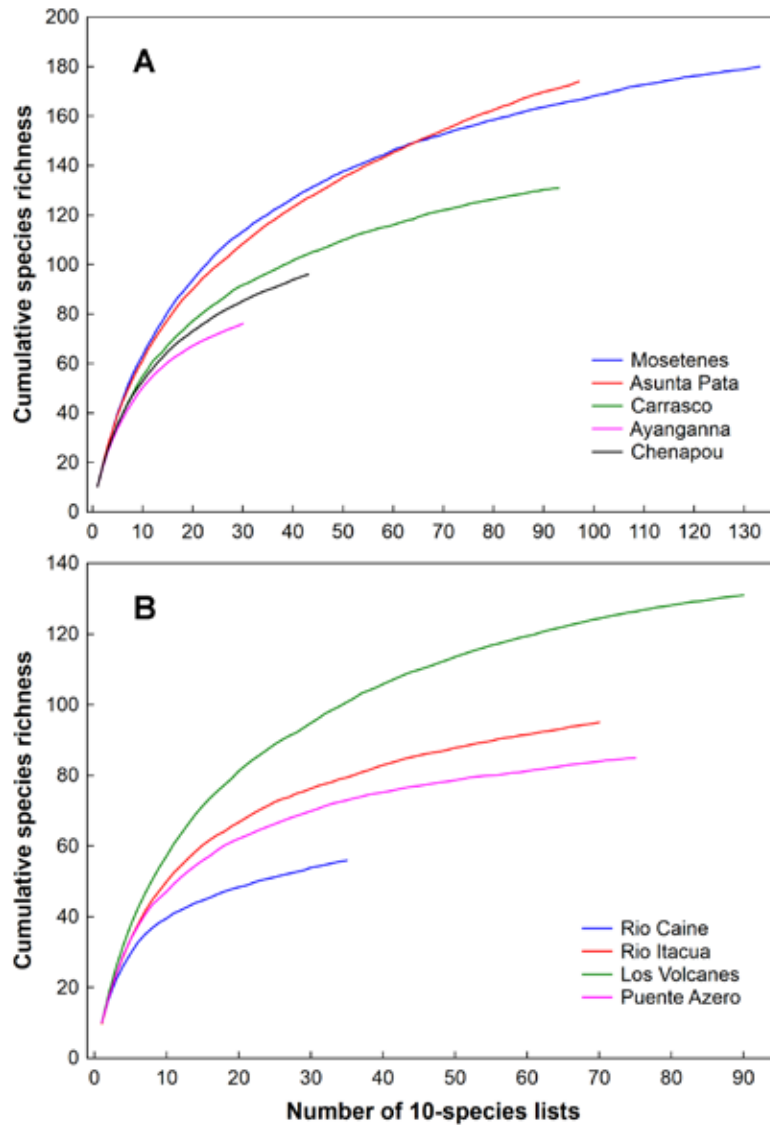 200
180
160
140
120
100
80
60
40
20
0
Cumulative species richness
A
Mosetenes
Asunta Pata
Carrasco
Ayanganna
Chenapou
0 10 20 30 40 50 60 70 80 90 100 110 120 130
140
120
100
80
60
40
20
0
Cumulative species richness
B
Rio Caine
Rio Itacua
Los Volcanes
Puente Azero
0 10 20 30 40 50 60 70 80 90
Number of 10-species lists